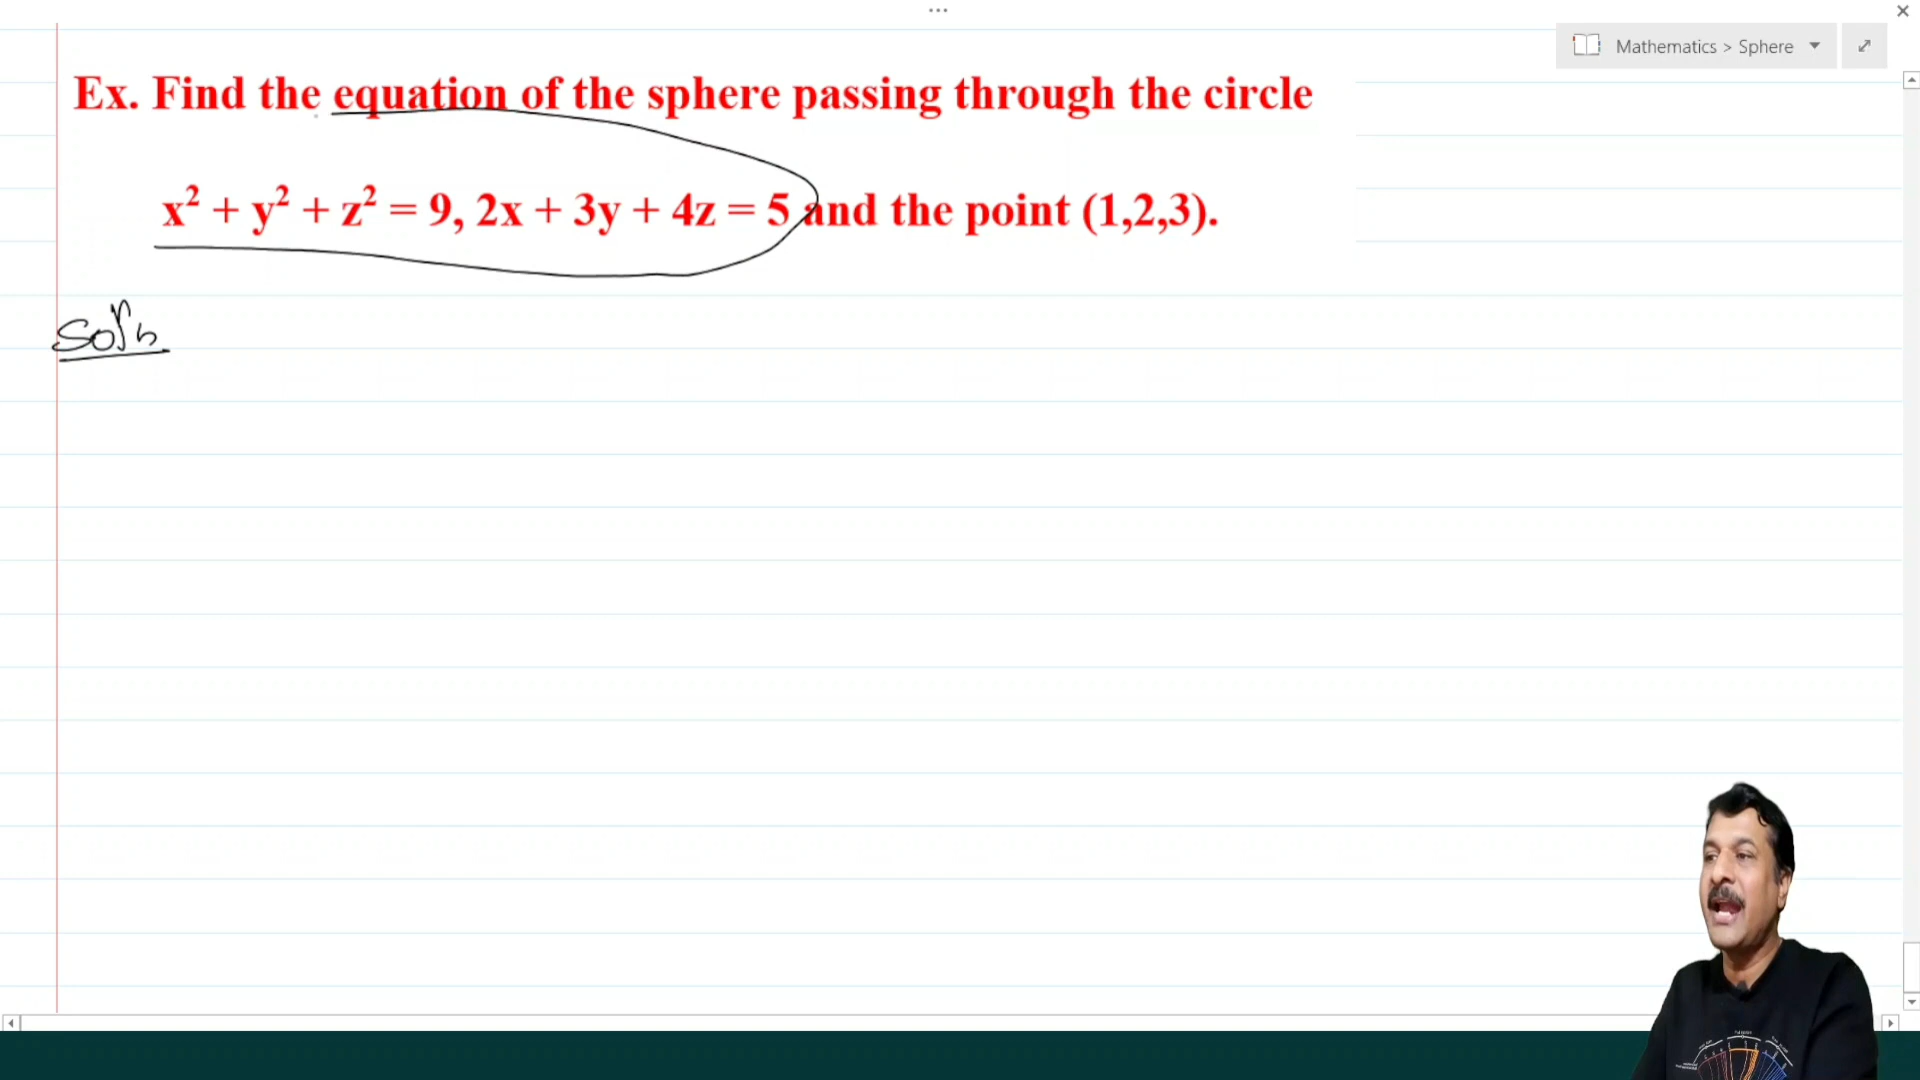 Mathematics > Sphere
Ex. Find the equation of the sphere passing through the circle
x² + y² + z² = 9, 2x + 3y + 4z = 5 and the point (1,2,3).
Soln